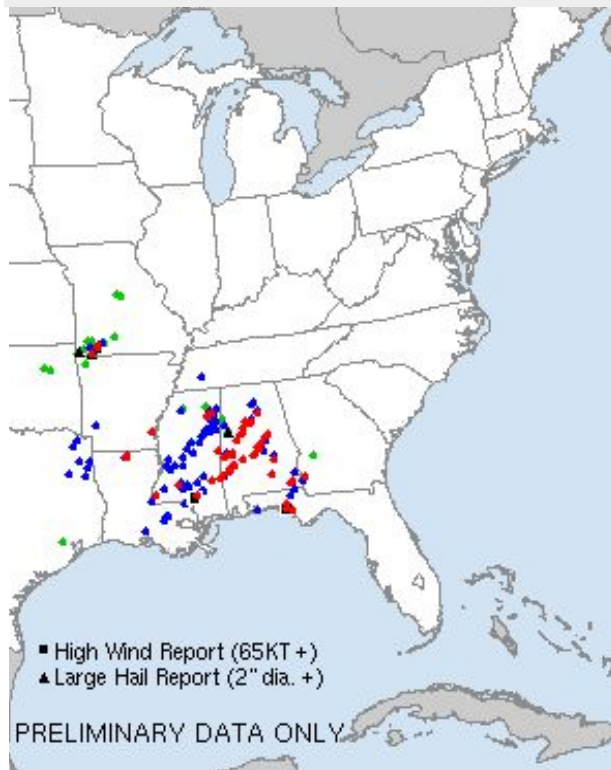 High Wind Report (65KT +)
Large Hail Report (2" dia. +)
PRELIMINARY DATA ONLY